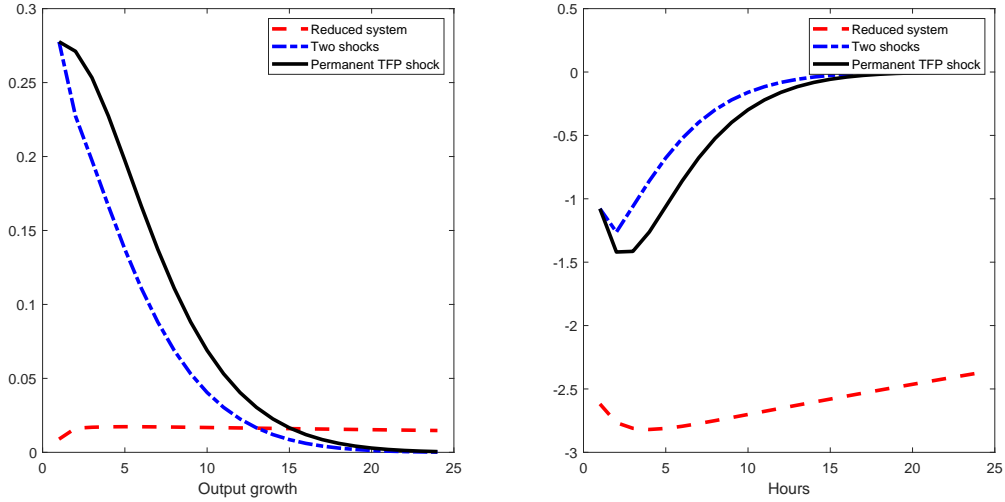 0.3
0.25
0.2
0.15
0.1
0.05
0
0 5 10 15 20 25
Output growth
Reduced system
Two shocks
Permanent TFP shock
0.5
0
-0.5
-1
-1.5
-2
-2.5
-3
0 5 10 15 20 25
Hours
Reduced system
Two shocks
Permanent TFP shock